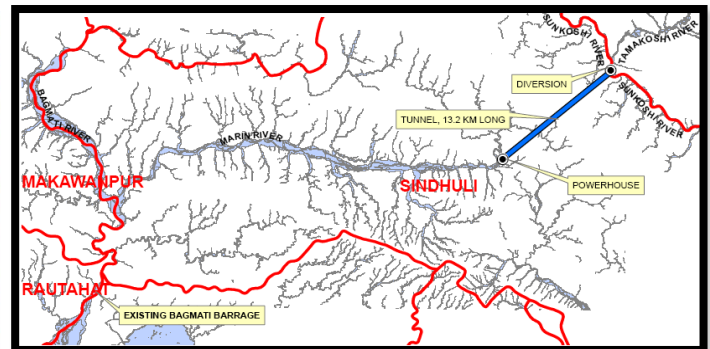 SUNKOSHI RIVER
TAMAKOSHI RIVER
DIVERSION
SUNKOSHI RIVER
BAGMATI RIVER
TUNNEL, 13.2 KM LONG
MARIN RIVER
MAKAWANPUR
SINDHULI
POWERHOUSE
RAUTAHAT
EXISTING BAGMATI BARRAGE